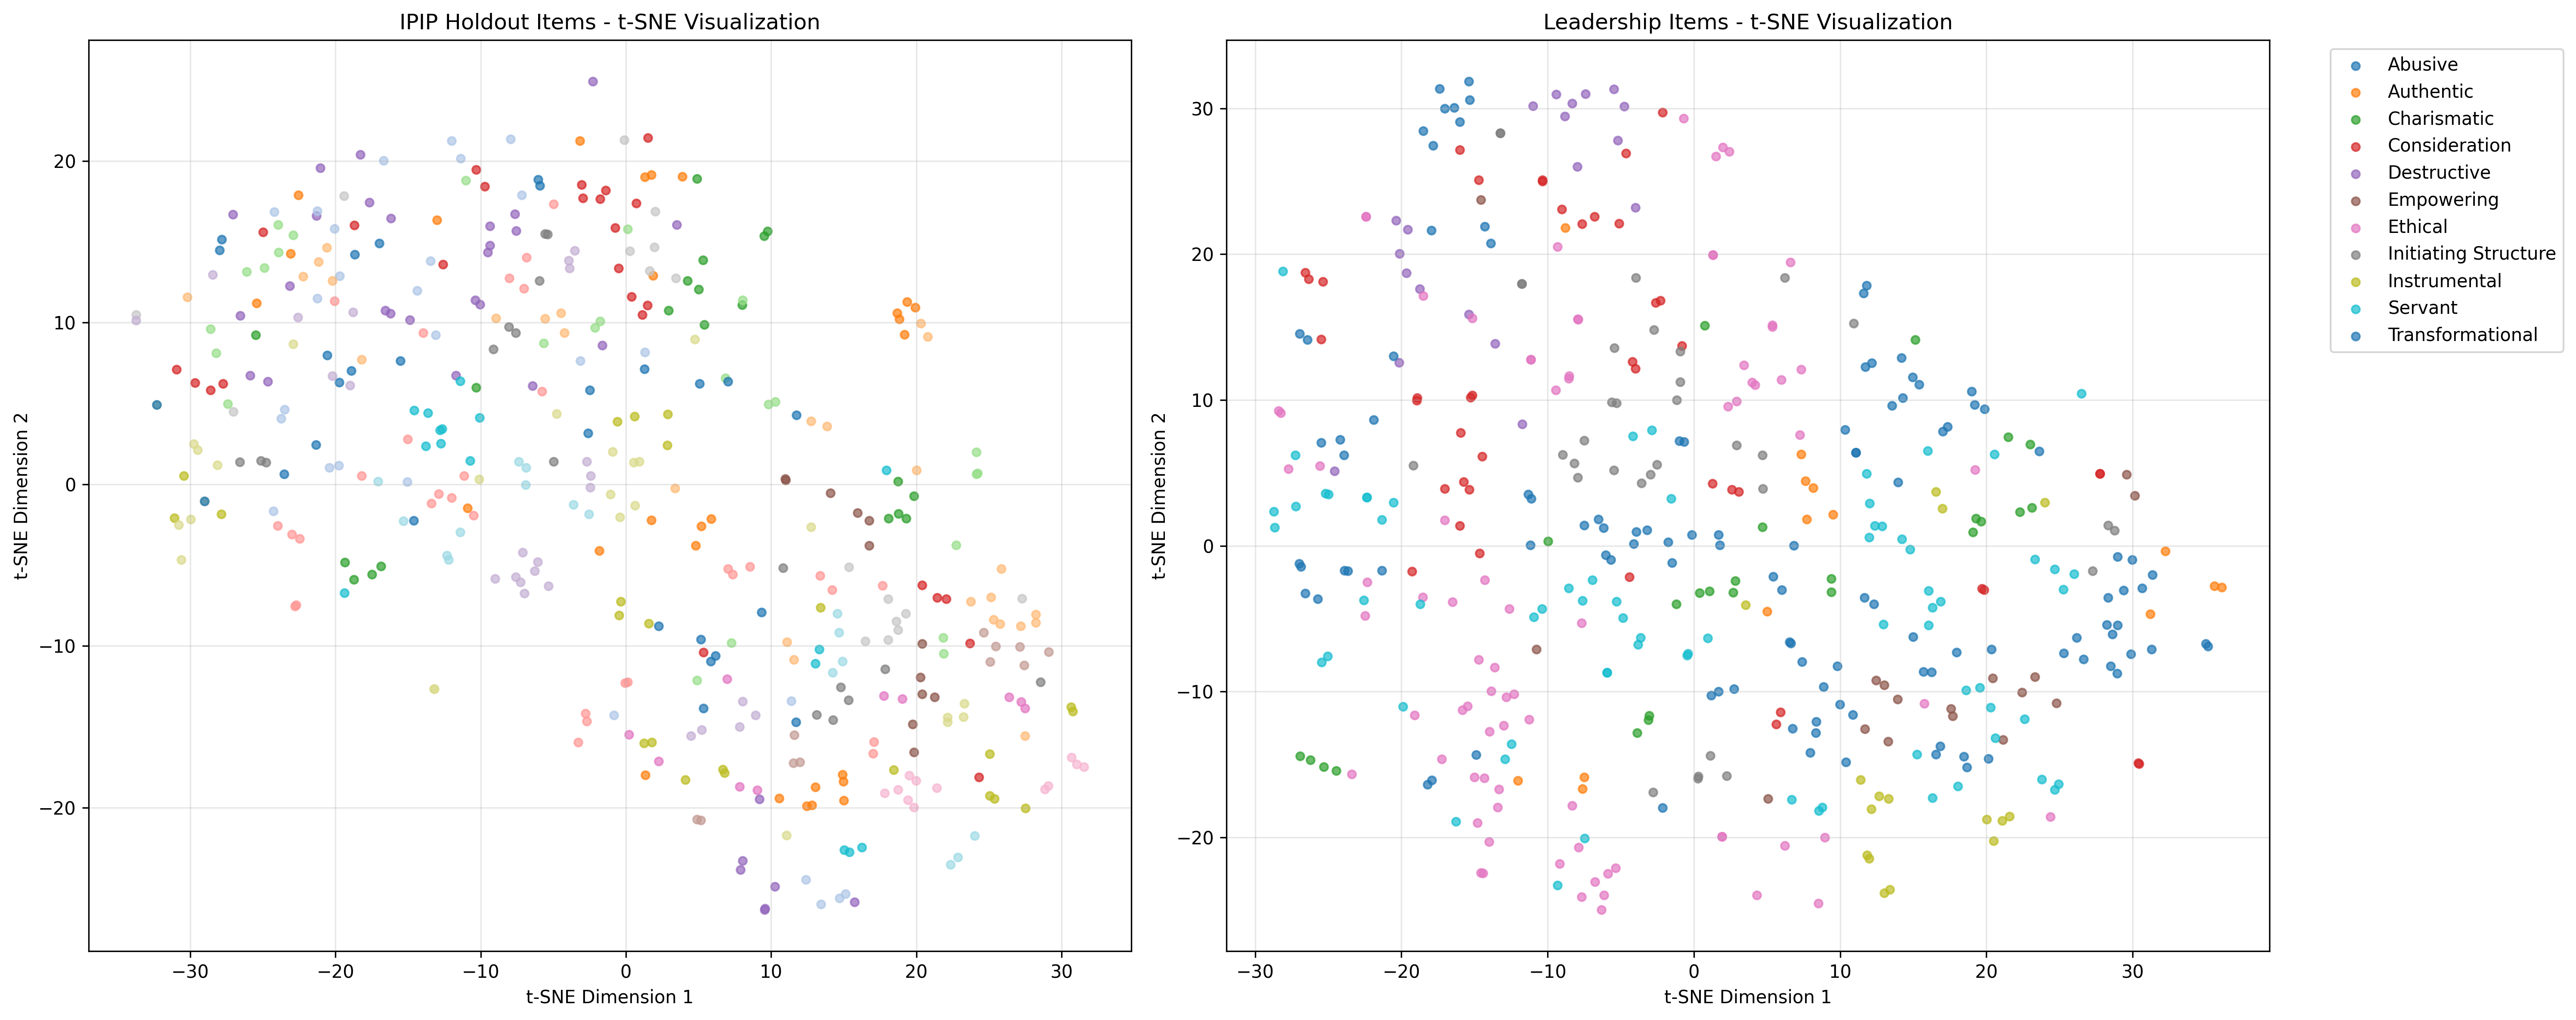 IPIP Holdout Items - t-SNE Visualization
t-SNE Dimension 2
20
10
0
−10
−20
−30
−20
−10
0
10
20
30
t-SNE Dimension 1
Leadership Items - t-SNE Visualization
t-SNE Dimension 2
30
20
10
0
−10
−20
−30
−20
−10
0
10
20
30
t-SNE Dimension 1
Abusive
Authentic
Charismatic
Consideration
Destructive
Empowering
Ethical
Initiating Structure
Instrumental
Servant
Transformational